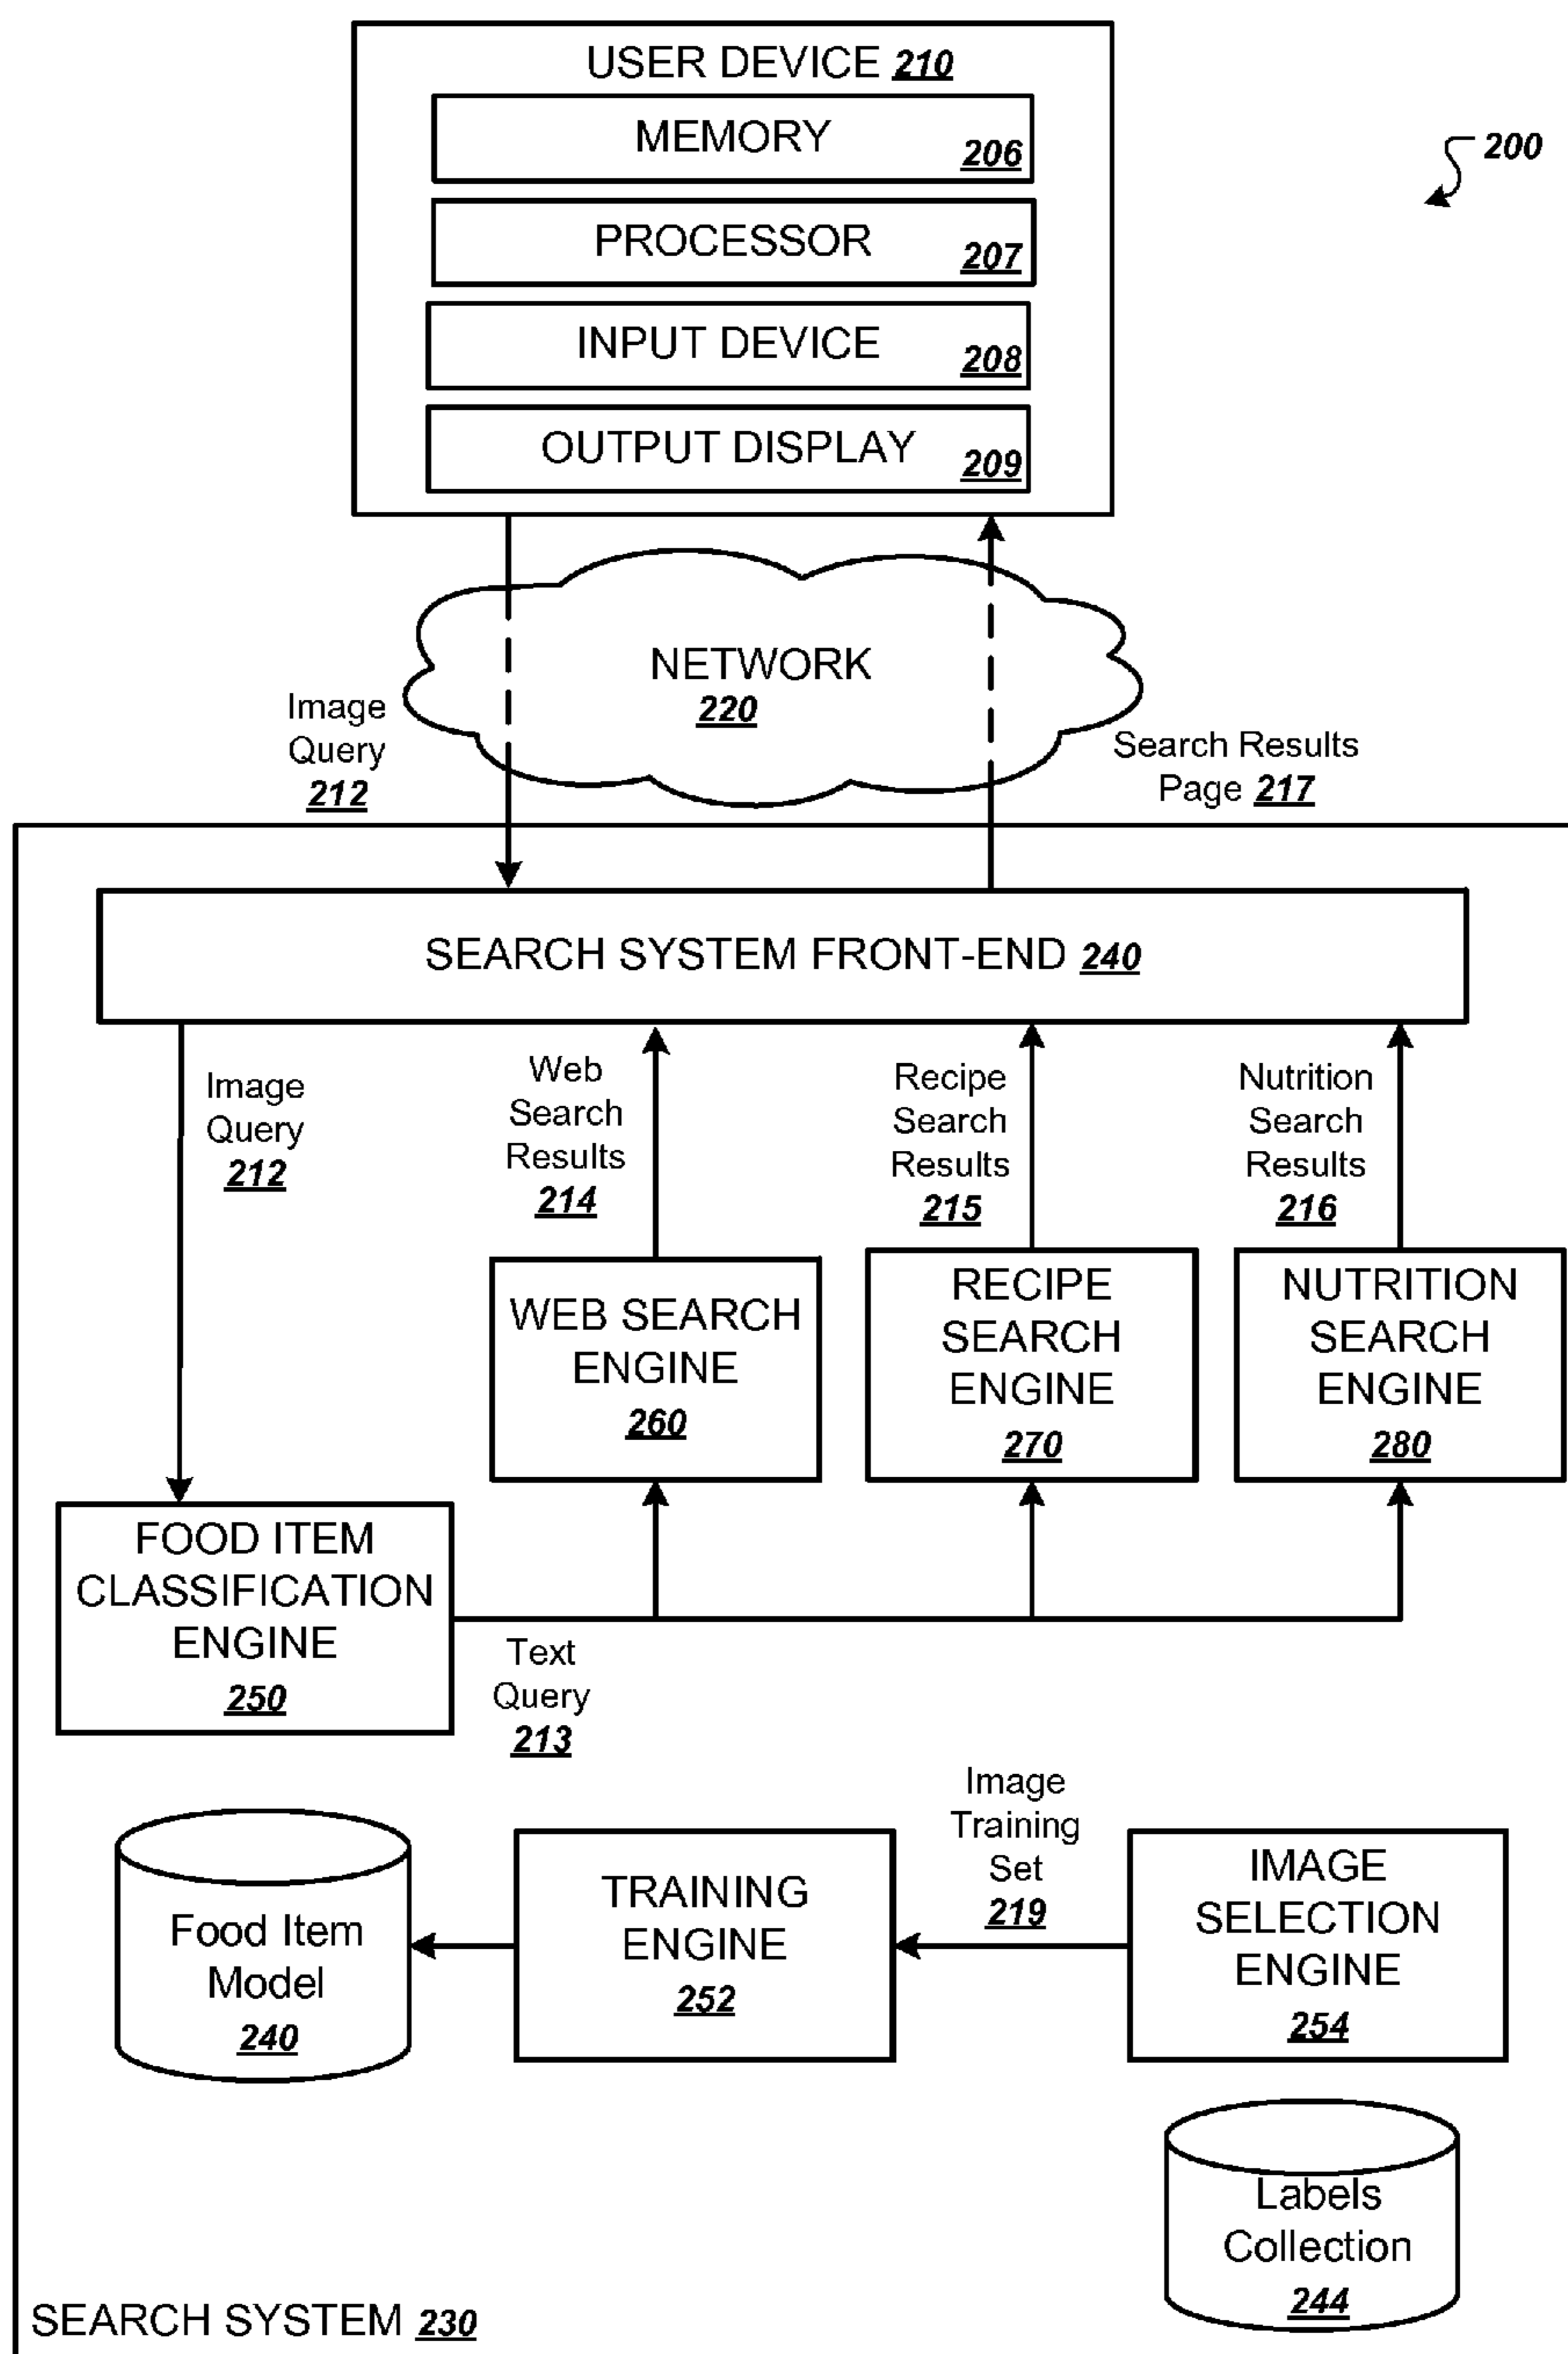 USER DEVICE 210
MEMORY
206
PROCESSOR
207
INPUT DEVICE
208
OUTPUT DISPLAY
209
200
NETWORK
220
Image
Query
212
Search Results
Page 217
SEARCH SYSTEM FRONT-END 240
Image
Query
212
Web
Search
Results
214
Recipe
Search
Results
215
Nutrition
Search
Results
216
WEB SEARCH
ENGINE
260
RECIPE
SEARCH
ENGINE
270
NUTRITION
SEARCH
ENGINE
280
FOOD ITEM
CLASSIFICATION
ENGINE
250
Text
Query
213
Food Item
Model
240
TRAINING
ENGINE
252
Image
Training
Set
219
IMAGE
SELECTION
ENGINE
254
Labels
Collection
244
SEARCH SYSTEM 230